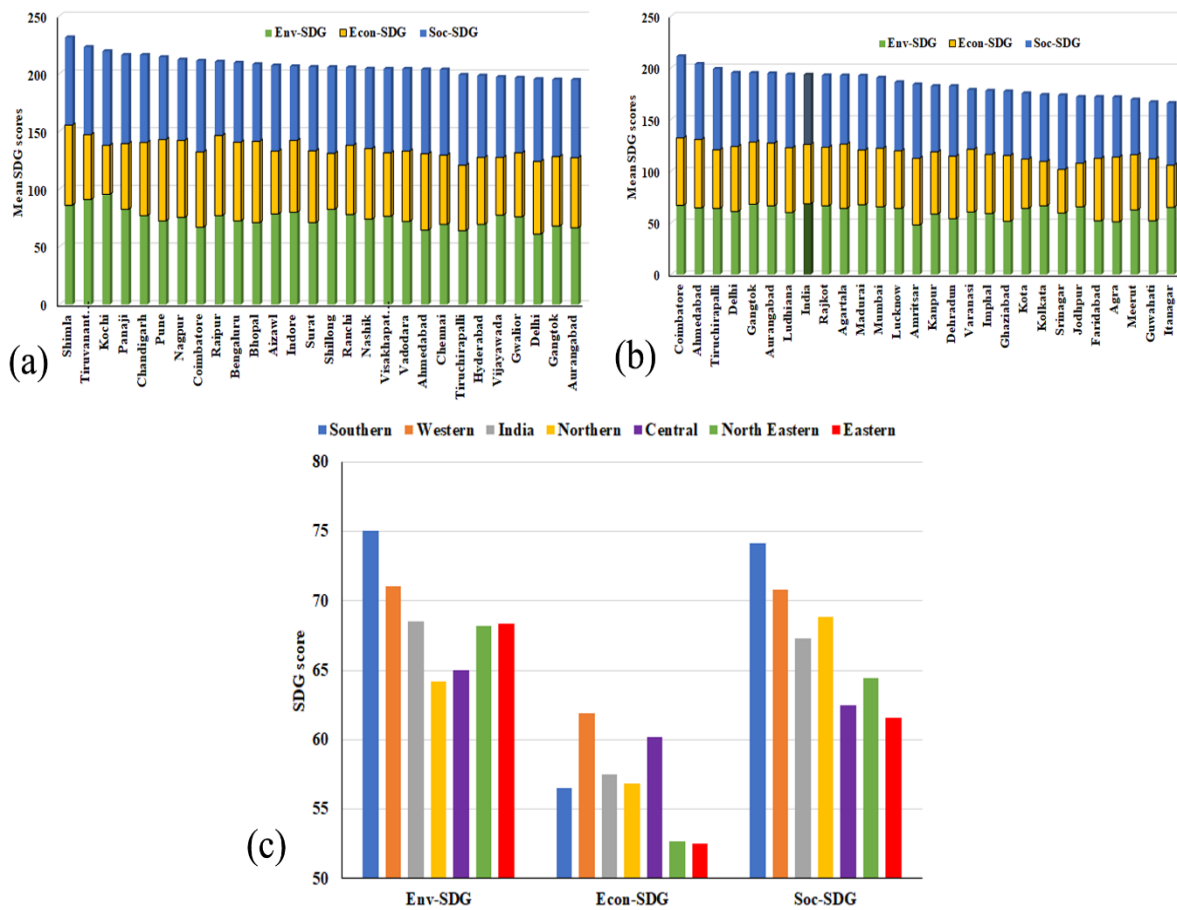 250
200
150
100
50
0
Mean SDG scores
Env-SDG Econ-SDG Soc-SDG
Shimla
Tiruvanant...
Kochi
Panaji
Chandigarh
Pune
Nagpur
Coimbatore
Raipur
Bengaluru
Bhopal
Aizawl
Indore
Surat
Shillong
Ranchi
Nashik
Visakhapat...
Vadodara
Ahmedabad
Chennai
Tiruchirapalli
Hyderabad
Vijayawada
Gwalior
Delhi
Gangtok
Aurangabad
(a)
250
200
150
100
50
0
Mean SDG scores
Env-SDG Econ-SDG Soc-SDG
Coimbatore
Ahmedabad
Tiruchirapalli
Delhi
Gangtok
Aurangabad
Ludhiana
India
Rajkot
Agartala
Madurai
Mumbai
Lucknow
Amritsar
Kanpur
Dehradun
Varanasi
Imphal
Ghaziabad
Kota
Kolkata
Srinagar
Jodhpur
Faridabad
Agra
Meerut
Guwahati
Itanagar
(b)
Southern Western India Northern Central North Eastern Eastern
80
75
70
65
60
55
50
SDG score
Env-SDG Econ-SDG Soc-SDG
(c)